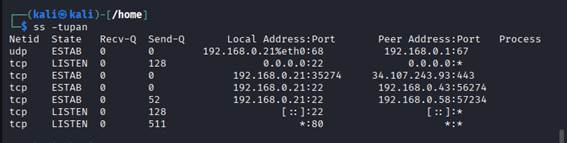 ┌──(kali㉿kali)-[/home]
└─$ ss -tupan
Netid State Recv-Q Send-Q Local Address:Port Peer Address:Port Process
udp ESTAB 0 0 192.168.0.21%eth0:68 192.168.0.1:67
tcp LISTEN 0 128 0.0.0.0:22 0.0.0.0:*
tcp ESTAB 0 0 192.168.0.21:35274 34.107.243.93:443
tcp ESTAB 0 0 192.168.0.21:22 192.168.0.43:56274
tcp ESTAB 0 52 192.168.0.21:22 192.168.0.58:57234
tcp LISTEN 0 128 [::]:22 [::]:*
tcp LISTEN 0 511 *:80 *:*